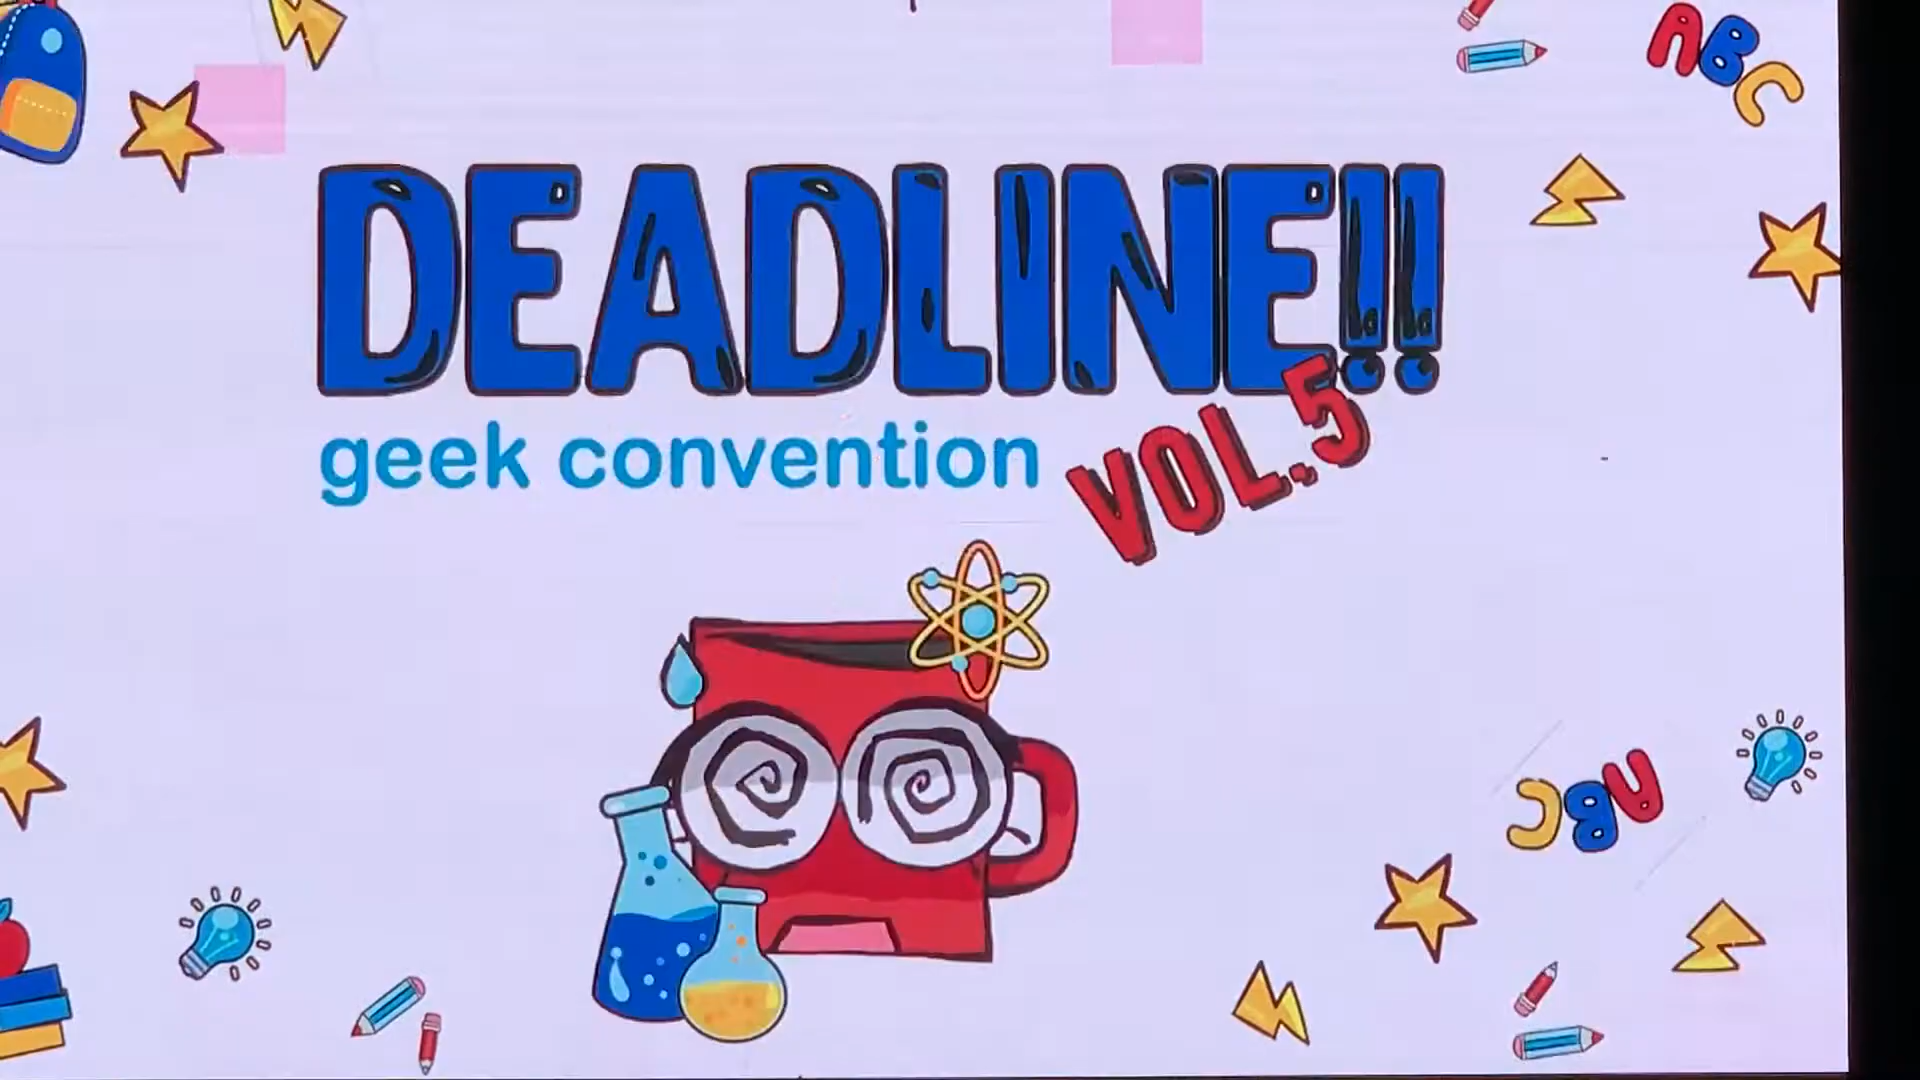 ABC
DEADLINE!!
geek convention
VOL.5
ABC